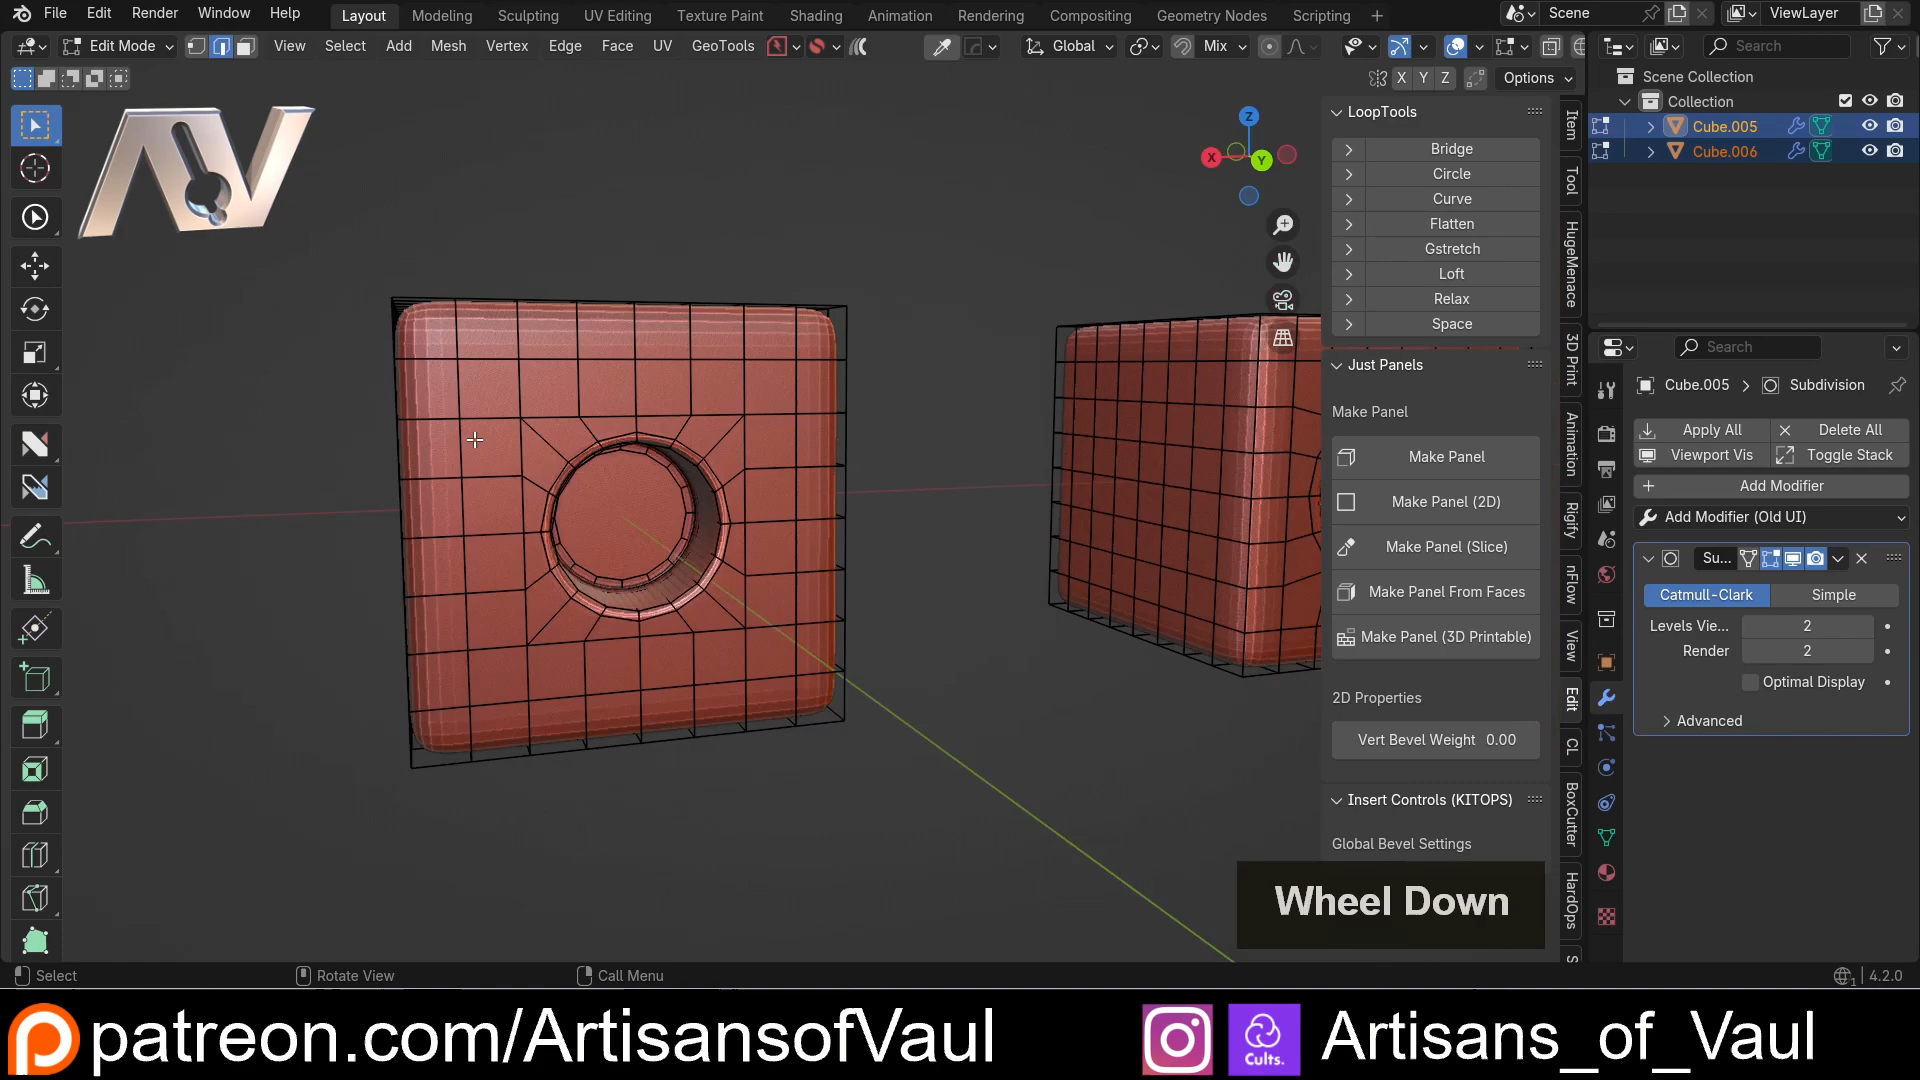 File Edit Render Window Help Layout Modeling Sculpting UV Editing Texture Paint Shading Animation Rendering Compositing Geometry Nodes Scripting + Scene ViewLayer
Edit Mode View Select Add Mesh Vertex Edge Face UV GeoTools Global Mix Search
X Y Z Options
Scene Collection
Collection
Cube.005
Cube.006
AV
Z
X
Y
LoopTools
Bridge
Circle
Curve
Flatten
Gstretch
Loft
Relax
Space
Just Panels
Make Panel
Make Panel
Make Panel (2D)
Make Panel (Slice)
Make Panel From Faces
Make Panel (3D Printable)
2D Properties
Vert Bevel Weight 0.00
Insert Controls (KITOPS)
Global Bevel Settings
Item
Tool
HugeMenace
3D Print
Animation
Rigify
nFlow
View
Edit
CL
BoxCutter
HardOps
S
Search
Cube.005 > Subdivision
Apply All Delete All
Viewport Vis Toggle Stack
Add Modifier
Add Modifier (Old UI)
Su...
Catmull-Clark Simple
Levels Vie... 2
Render 2
Optimal Display
Advanced
Wheel Down
Select Rotate View Call Menu 1 4.2.0
patreon.com/ArtisansofVaul Cults. Artisans_of_Vaul